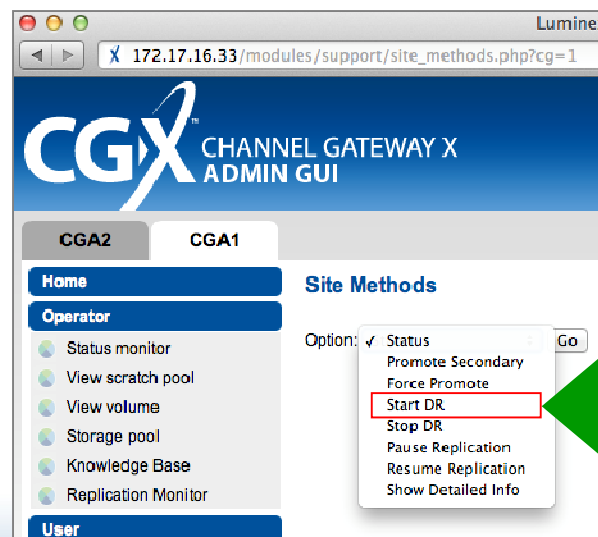 Lumine
172.17.16.33/modules/support/site_methods.php?cg=1
CGX™ CHANNEL GATEWAY X
ADMIN GUI
CGA2 CGA1
Home
Operator
Status monitor
View scratch pool
View volume
Storage pool
Knowledge Base
Replication Monitor
User
Site Methods
Option: ✓ Status Go
Promote Secondary
Force Promote
Start DR
Stop DR
Pause Replication
Resume Replication
Show Detailed Info